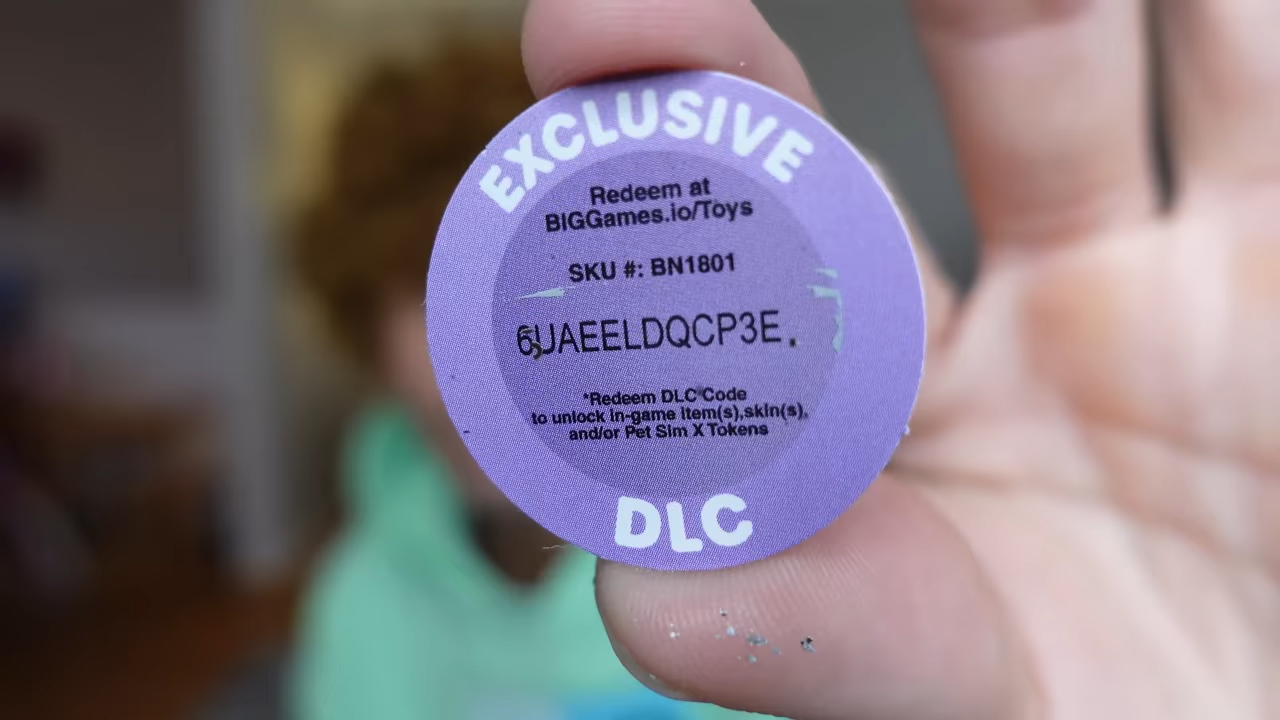 EXCLUSIVE
Redeem at
BIGGames.io/Toys
SKU #: BN1801
6UAEELDQCP3E
*Redeem DLC Code
to unlock in-game item(s),skin(s),
and/or Pet Sim X Tokens
DLC